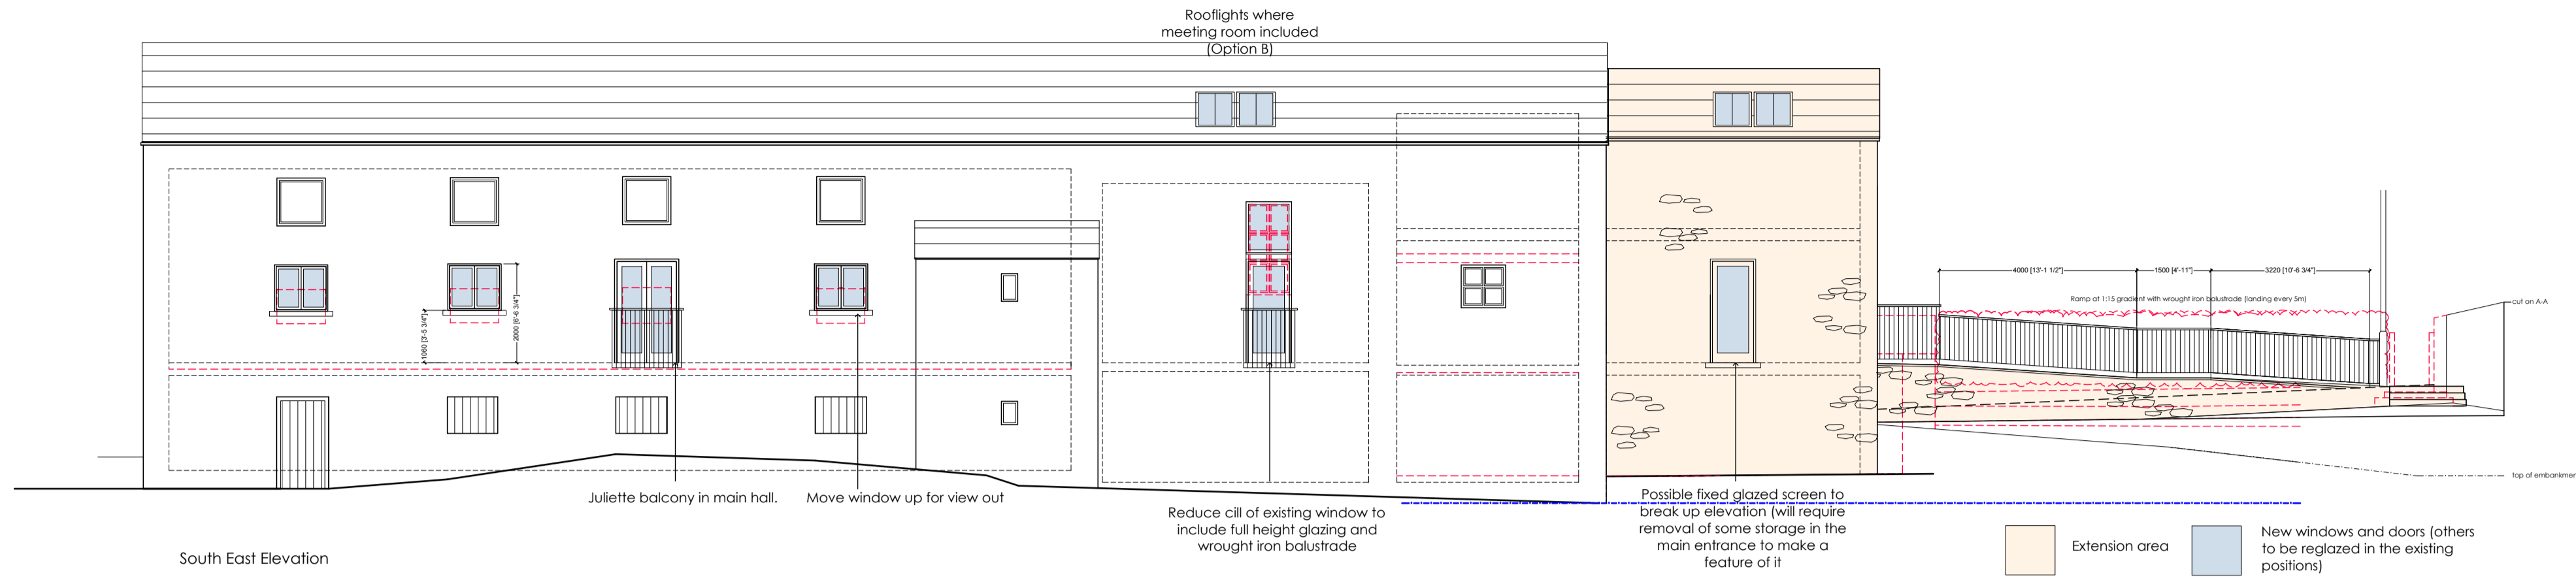 Rooflights where
meeting room included
(Option B)
4000 [13'-1 1/2"]
1500 [4'-11"]
3220 [10'-6 3/4"]
Ramp at 1:15 gradient with wrought iron balustrade (landing every 5m)
cut on A-A
1060 [3'-5 3/4"]
2000 [6'-6 3/4"]
top of embankmen
Juliette balcony in main hall.
Move window up for view out
Reduce cill of existing window to
include full height glazing and
wrought iron balustrade
Possible fixed glazed screen to
break up elevation (will require
removal of some storage in the
main entrance to make a
feature of it
South East Elevation
Extension area
New windows and doors (others
to be reglazed in the existing
positions)